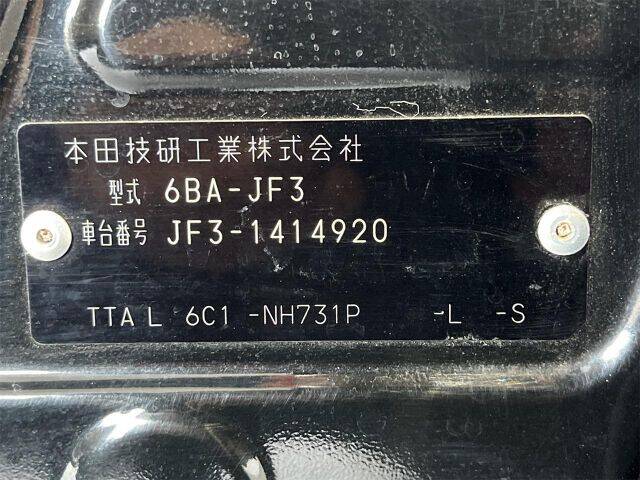 本田技研工業株式会社
型式 6BA-JF3
車台番号 JF3-1414920
TTA L 6C1 -NH731P -L -S